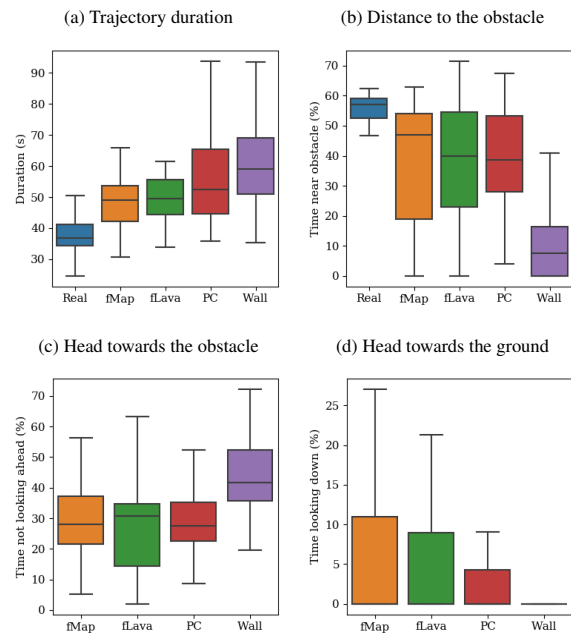 (a) Trajectory duration
(b) Distance to the obstacle
90
80
70
60
50
40
30
Duration (s)
Real fMap fLava PC Wall
70
60
50
40
30
20
10
0
Time near obstacle (%)
Real fMap fLava PC Wall
(c) Head towards the obstacle
(d) Head towards the ground
70
60
50
40
30
20
10
0
Time not looking ahead (%)
fMap fLava PC Wall
25
20
15
10
5
0
Time looking down (%)
fMap fLava PC Wall